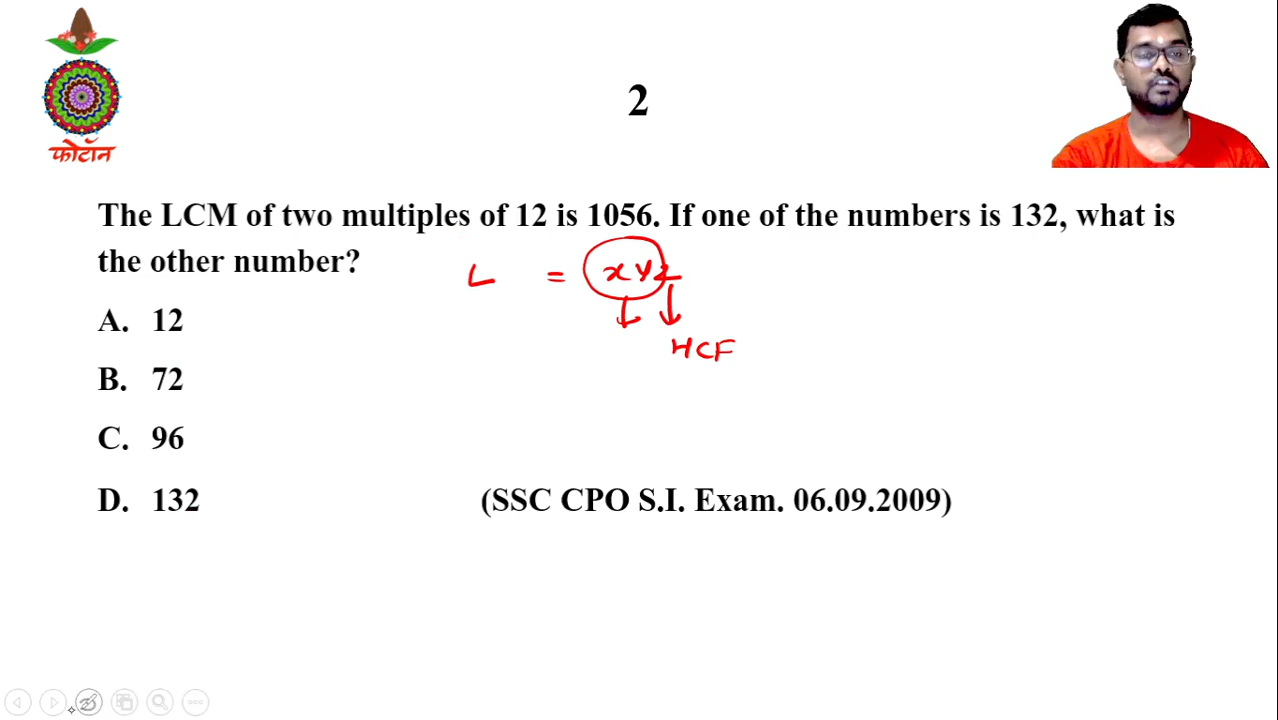 फोटॉन
2
The LCM of two multiples of 12 is 1056. If one of the numbers is 132, what is
the other number?
L = xyz
HCF
A. 12
B. 72
C. 96
D. 132 (SSC CPO S.I. Exam. 06.09.2009)